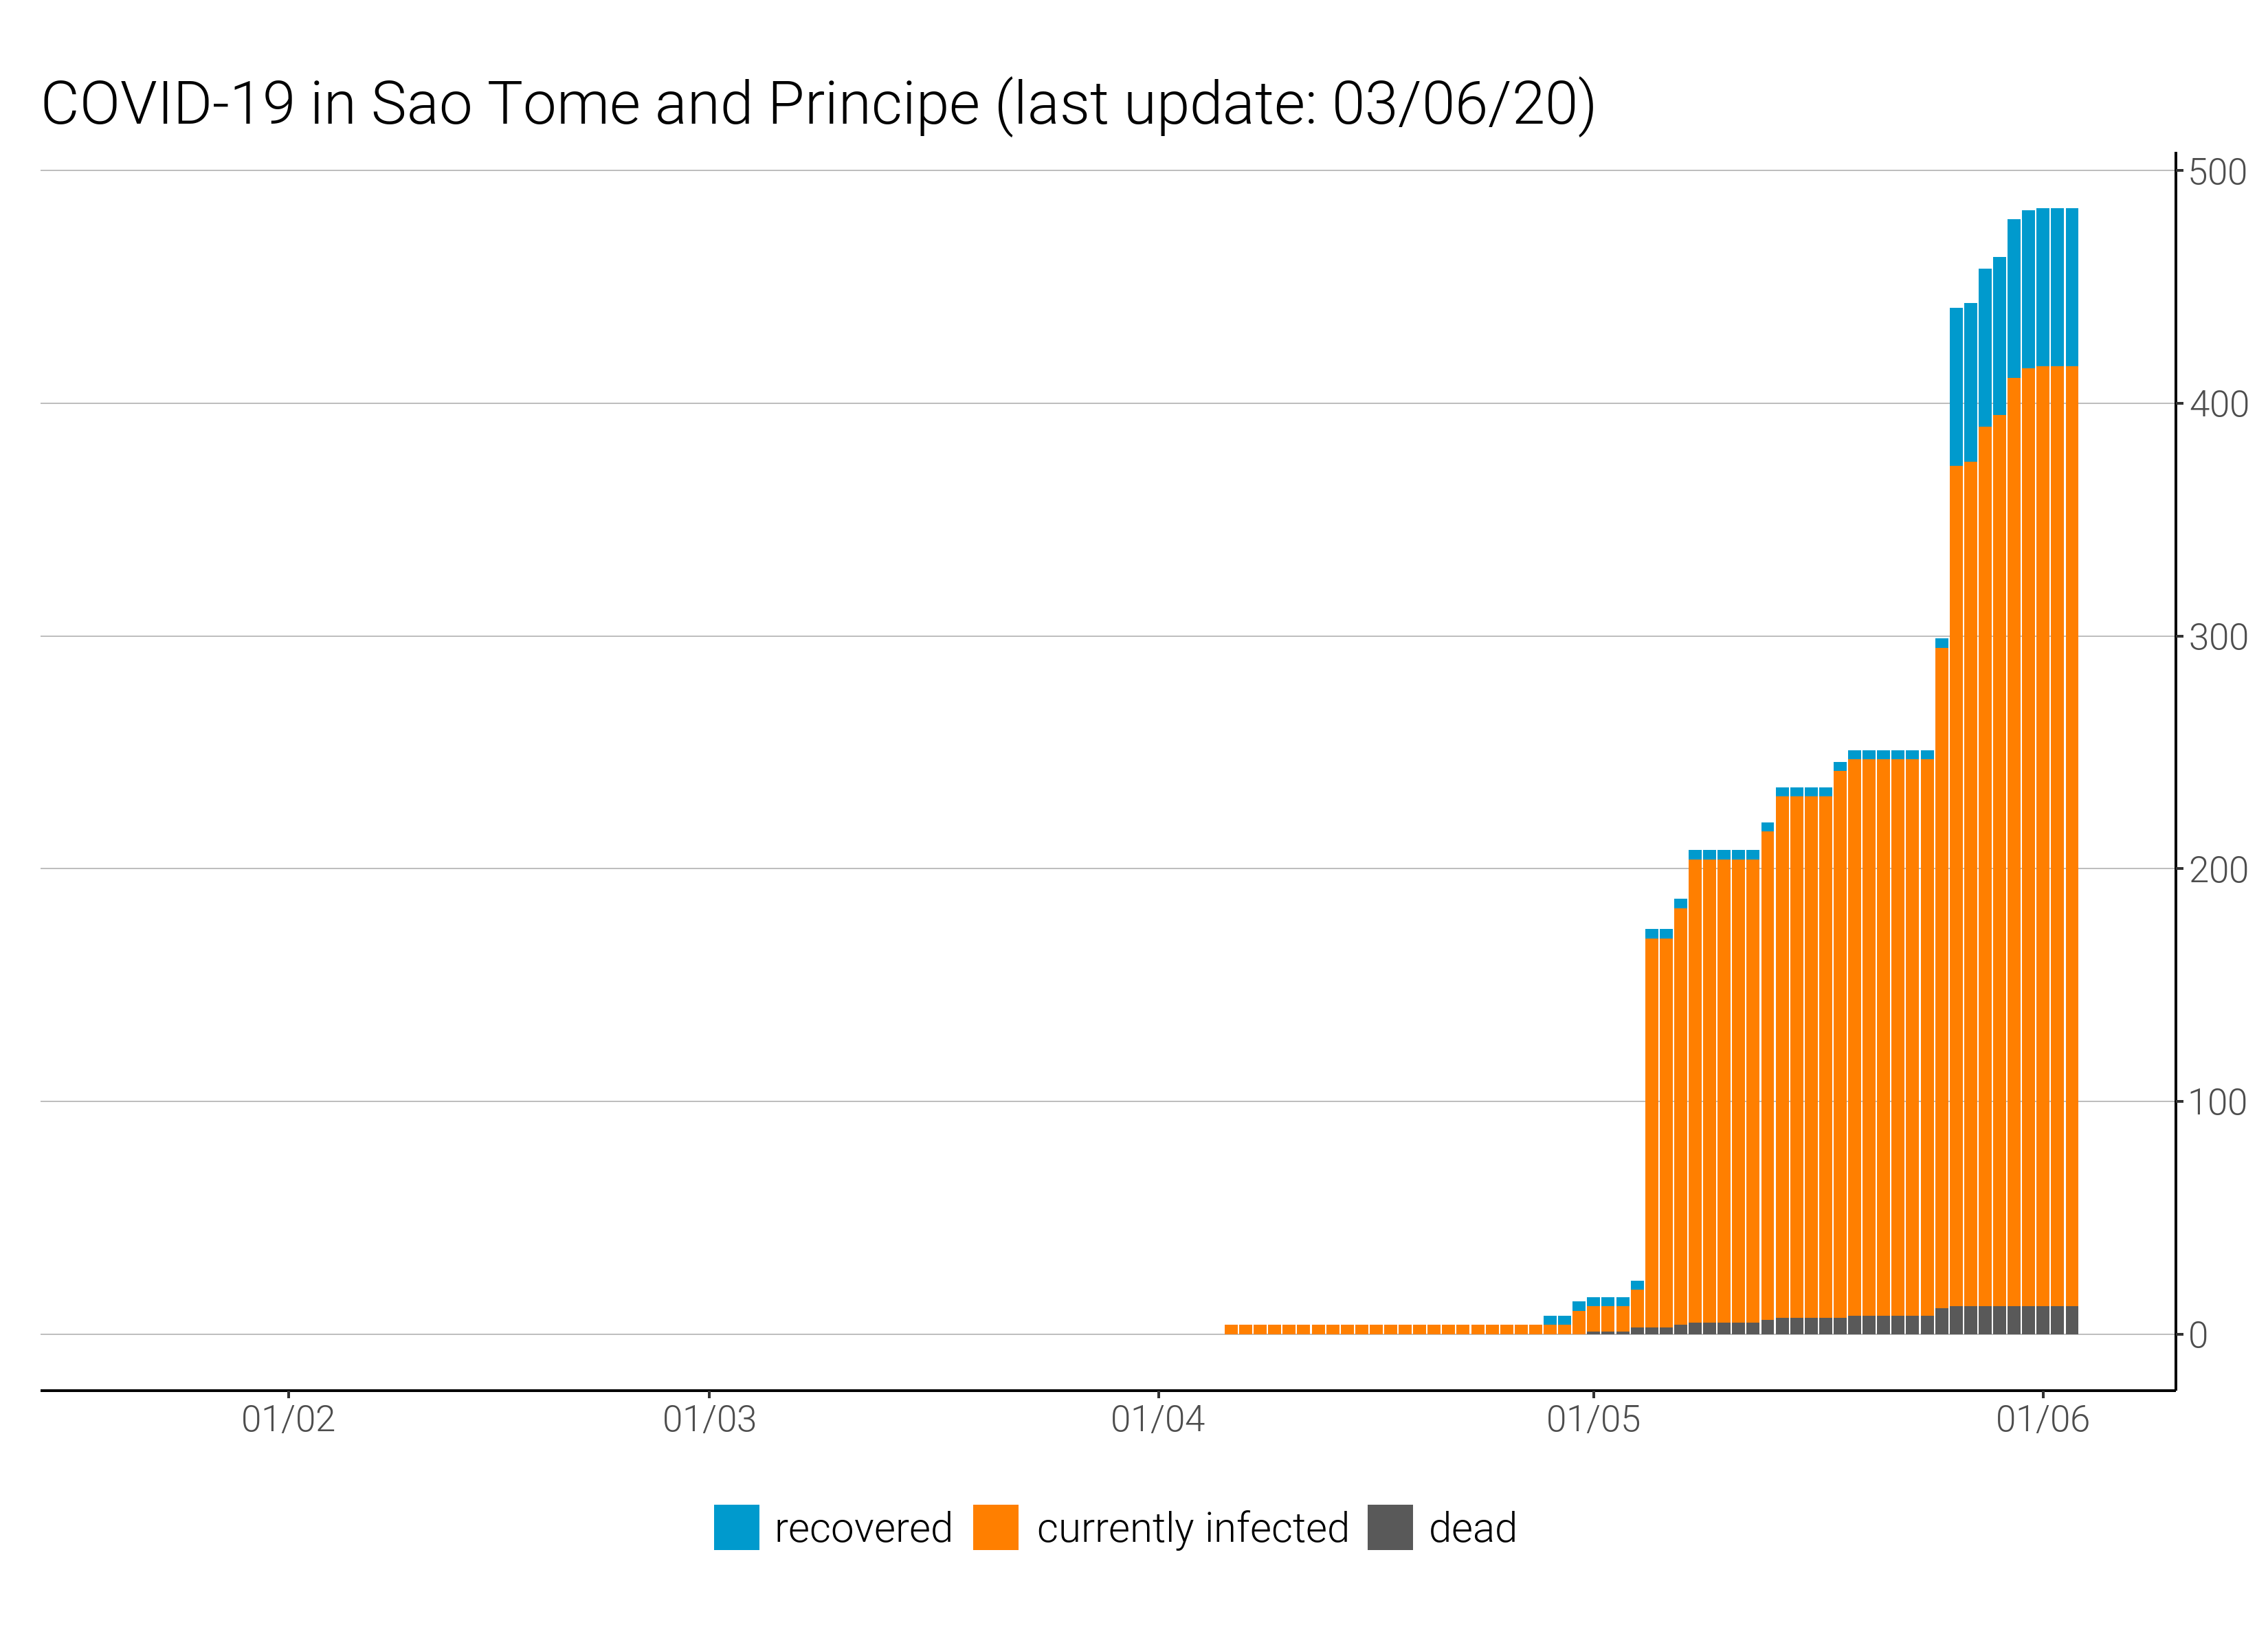 COVID-19 in Sao Tome and Principe (last update: 03/06/20)
500
400
300
200
100
0
01/02 01/03 01/04 01/05 01/06
recovered currently infected dead